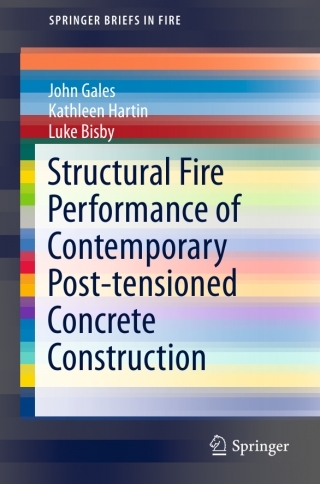 SPRINGER BRIEFS IN FIRE
John Gales
Kathleen Hartin
Luke Bisby
Structural Fire
Performance of
Contemporary
Post-tensioned
Concrete
Construction
Springer